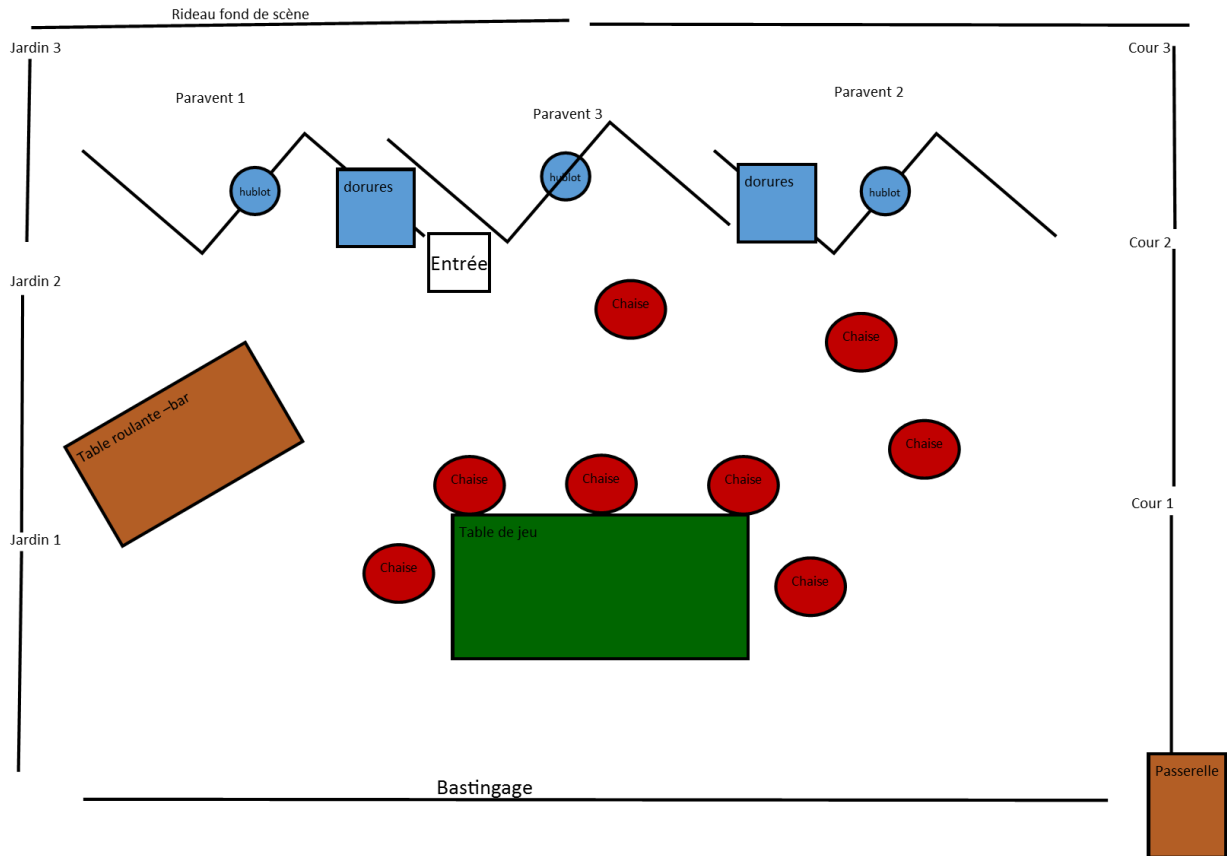 Rideau fond de scène
Jardin 3
Cour 3
Paravent 1
Paravent 3
Paravent 2
hublot
dorures
hublot
dorures
hublot
Entrée
Cour 2
Jardin 2
Chaise
Chaise
Table roulante –bar
Chaise
Chaise
Chaise
Chaise
Cour 1
Table de jeu
Jardin 1
Chaise
Chaise
Passerelle
Bastingage